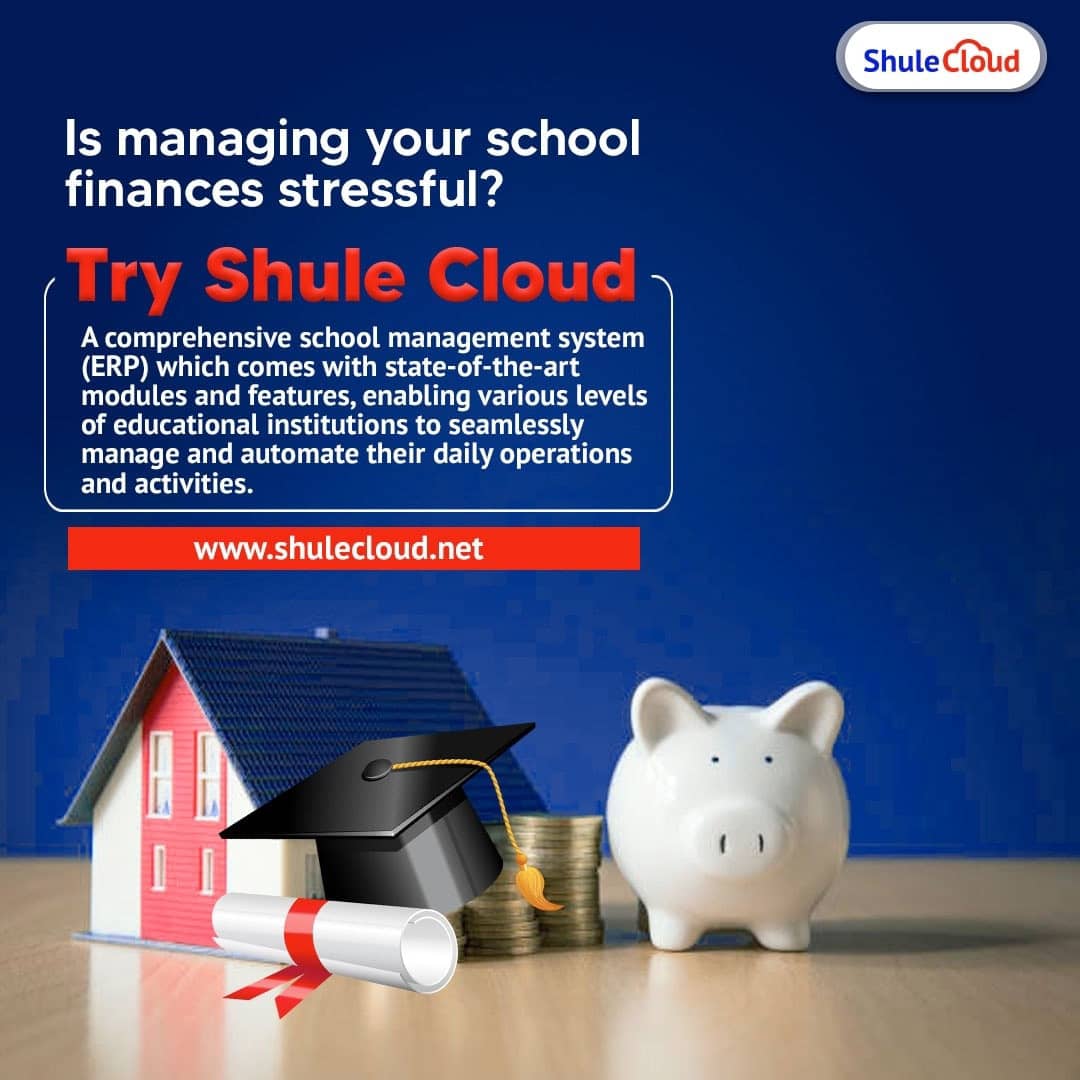 Shule Cloud
Is managing your school
finances stressful?
Try Shule Cloud
A comprehensive school management system
(ERP) which comes with state-of-the-art
modules and features, enabling various levels
of educational institutions to seamlessly
manage and automate their daily operations
and activities.
www.shulecloud.net